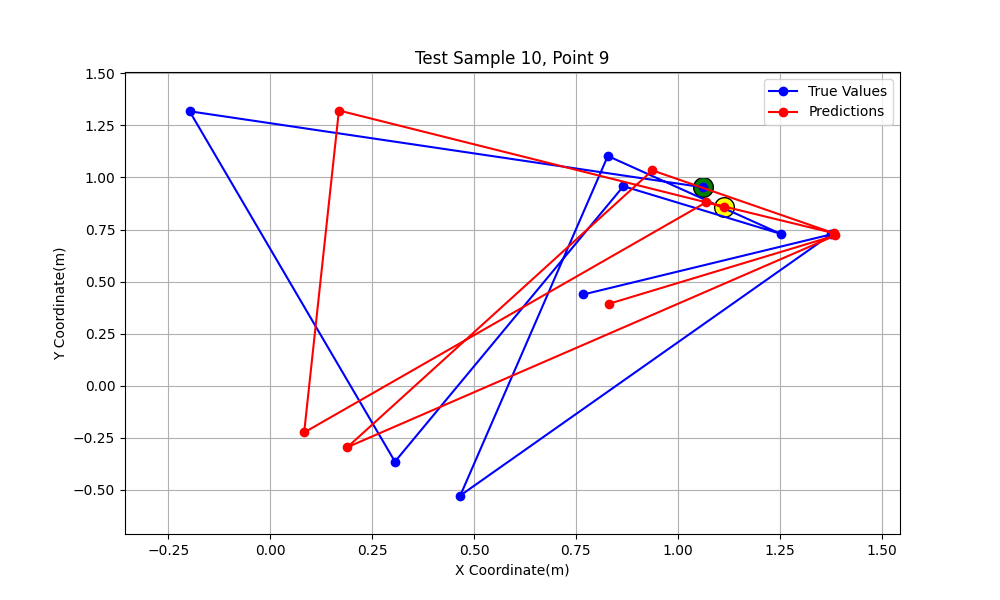 Test Sample 10, Point 9
True Values
Predictions
1.50
1.25
1.00
0.75
0.50
0.25
0.00
−0.25
−0.50
Y Coordinate(m)
−0.25 0.00 0.25 0.50 0.75 1.00 1.25 1.50
X Coordinate(m)